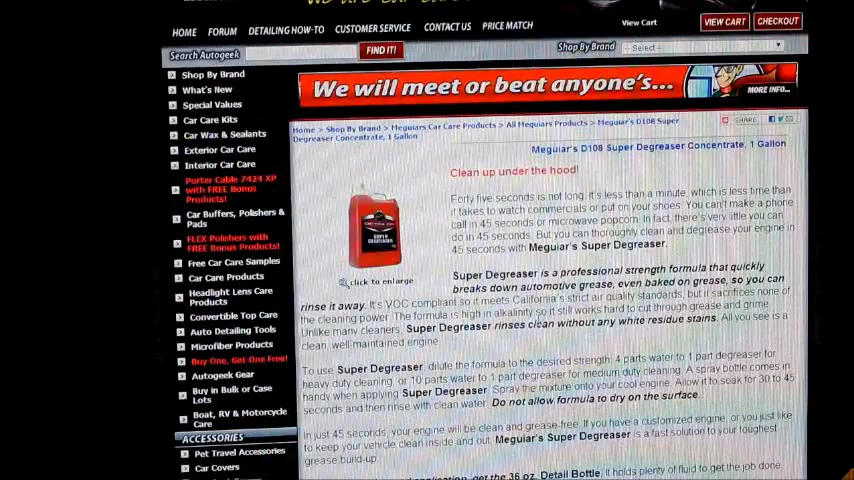 HOME
FORUM
DETAILING HOW-TO
CUSTOMER SERVICE
CONTACT US
PRICE MATCH
View Cart
VIEW CART
CHECKOUT
Search Autogeek
FIND IT!
Shop By Brand
-- Select --
Shop By Brand
What's New
Special Values
Car Care Kits
Car Wax & Sealants
Exterior Car Care
Interior Car Care
Porter Cable 7424 XP
with FREE Bonus
Products!
Car Buffers, Polishers &
Pads
FLEX Polishers with
FREE Bonus Products!
Free Car Care Samples
Car Care Products
Headlight Lens Care
Products
Convertible Top Care
Auto Detailing Tools
Microfiber Products
Buy One, Get One Free!
Autogeek Gear
Buy in Bulk or Case
Lots
Boat, RV & Motorcycle
Care
ACCESSORIES
Pet Travel Accessories
Car Covers
We will meet or beat anyone's...
MORE INFO...
Home > Shop By Brand > Meguiars Car Care Products > All Meguiars Products > Meguiar's D108 Super
Degreaser Concentrate, 1 Gallon
SHARE
Meguiar's D108 Super Degreaser Concentrate, 1 Gallon
Clean up under the hood!
SUPER
DEGREASER
click to enlarge
Forty five seconds is not long. It's less than a minute, which is less time than
it takes to watch commercials or put on your shoes. You can't make a phone
call in 45 seconds or microwave popcorn. In fact, there's very little you can
do in 45 seconds. But you can thoroughly clean and degrease your engine in
45 seconds with Meguiar's Super Degreaser.
Super Degreaser is a professional strength formula that quickly
breaks down automotive grease, even baked on grease, so you can
rinse it away. It's VOC compliant so it meets California's strict air quality standards, but it sacrifices none of
the cleaning power. The formula is high in alkalinity so it still works hard to cut through grease and grime.
Unlike many cleaners, Super Degreaser rinses clean without any white residue stains. All you see is a
clean, well-maintained engine.
To use Super Degreaser, dilute the formula to the desired strength: 4 parts water to 1 part degreaser for
heavy duty cleaning, or 10 parts water to 1 part degreaser for medium duty cleaning. A spray bottle comes in
handy when applying Super Degreaser. Spray the mixture onto your cool engine. Allow it to soak for 30 to 45
seconds and then rinse with clean water. Do not allow formula to dry on the surface.
In just 45 seconds, your engine will be clean and grease-free. If you have a customized engine, or you just like
to keep your vehicle clean inside and out, Meguiar's Super Degreaser is a fast solution to your toughest
grease build-up.
get the 36 oz. Detail Bottle. It holds plenty of fluid to get the job done